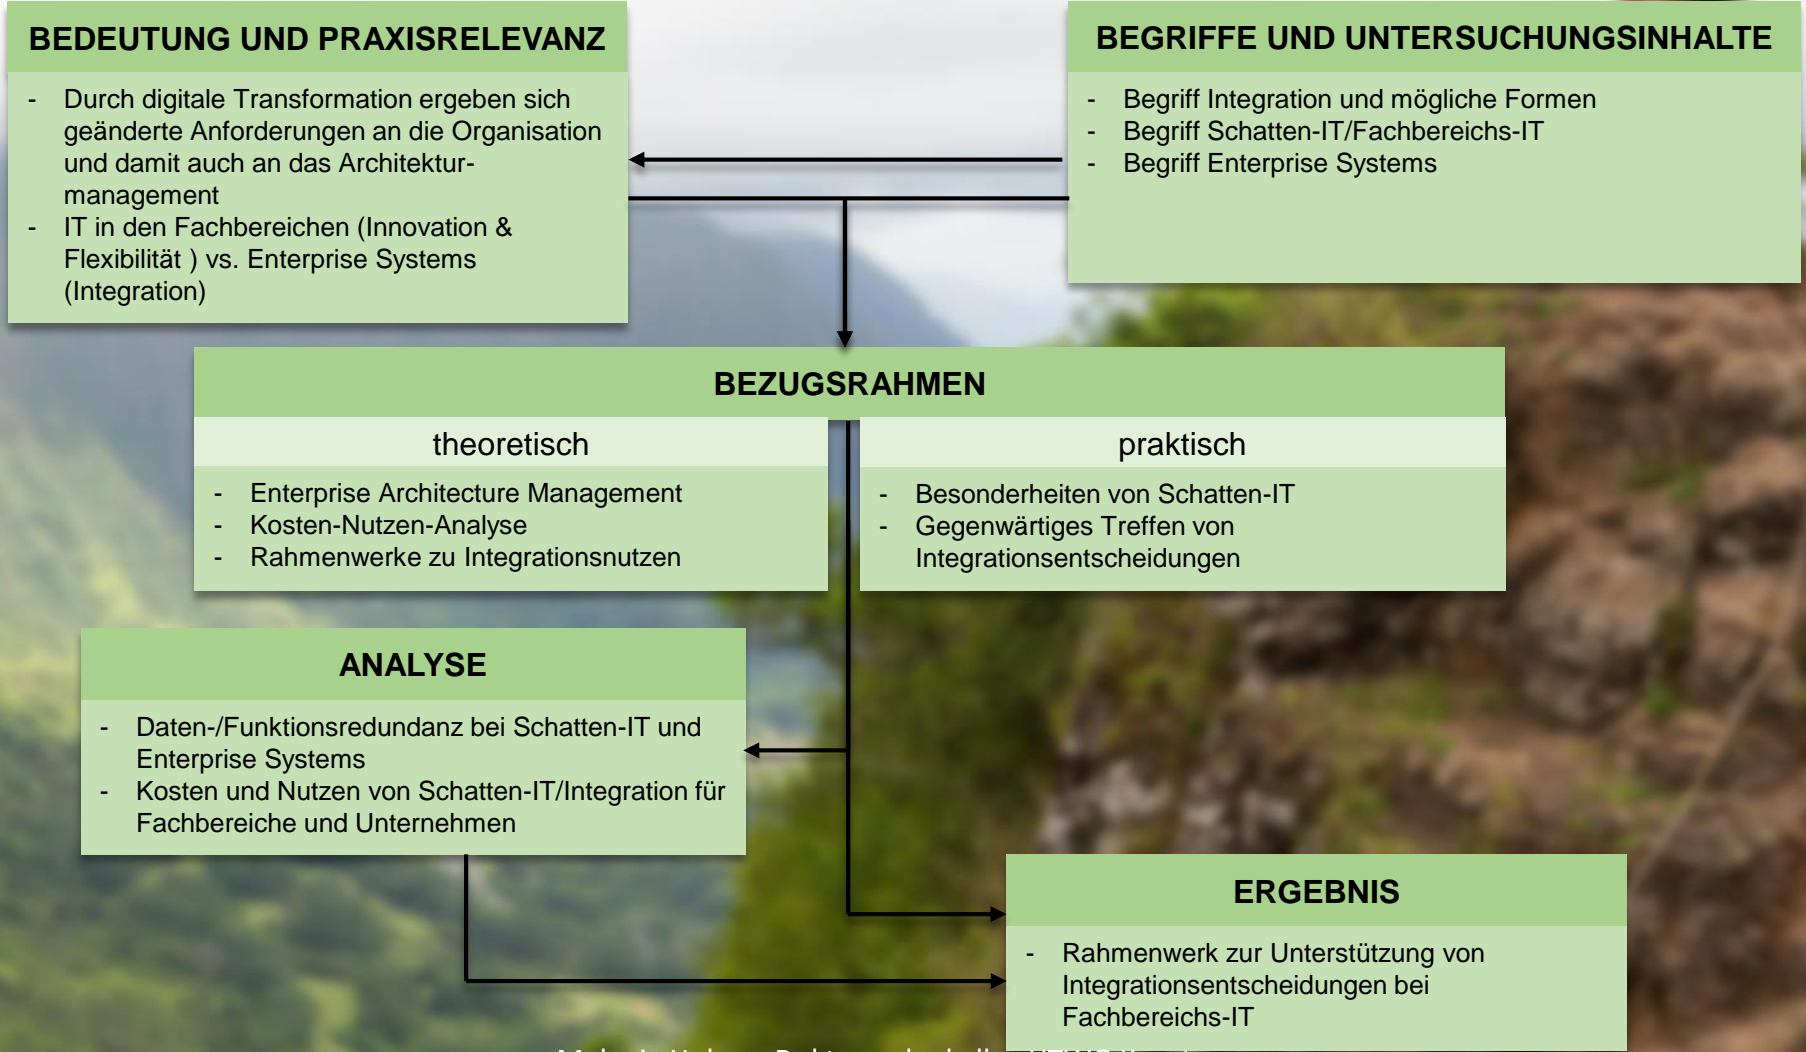 BEDEUTUNG UND PRAXISRELEVANZ
- Durch digitale Transformation ergeben sich
geänderte Anforderungen an die Organisation
und damit auch an das Architektur-
management
- IT in den Fachbereichen (Innovation &
Flexibilität ) vs. Enterprise Systems
(Integration)
BEGRIFFE UND UNTERSUCHUNGSINHALTE
- Begriff Integration und mögliche Formen
- Begriff Schatten-IT/Fachbereichs-IT
- Begriff Enterprise Systems
BEZUGSRAHMEN
theoretisch
- Enterprise Architecture Management
- Kosten-Nutzen-Analyse
- Rahmenwerke zu Integrationsnutzen
praktisch
- Besonderheiten von Schatten-IT
- Gegenwärtiges Treffen von
Integrationsentscheidungen
ANALYSE
- Daten-/Funktionsredundanz bei Schatten-IT und
Enterprise Systems
- Kosten und Nutzen von Schatten-IT/Integration für
Fachbereiche und Unternehmen
ERGEBNIS
- Rahmenwerk zur Unterstützung von
Integrationsentscheidungen bei
Fachbereichs-IT